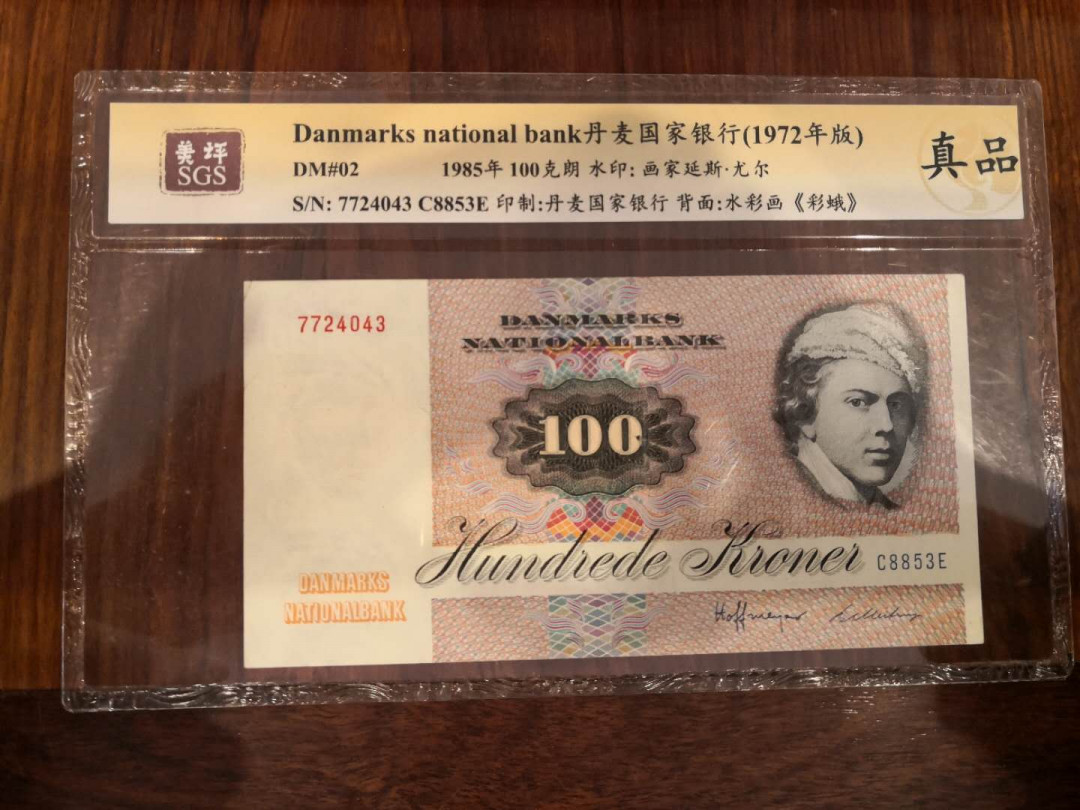 美坪
SGS
Danmarks national bank丹麦国家银行(1972年版)
DM#02 1985年 100克朗 水印: 画家延斯·尤尔
S/N: 7724043 C8853E 印制:丹麦国家银行 背面:水彩画《彩蛾》
真品
7724043
DANMARKS
NATIONALBANK
100
Hundrede Kroner
C8853E
DANMARKS
NATIONALBANK
Hoffmeyer